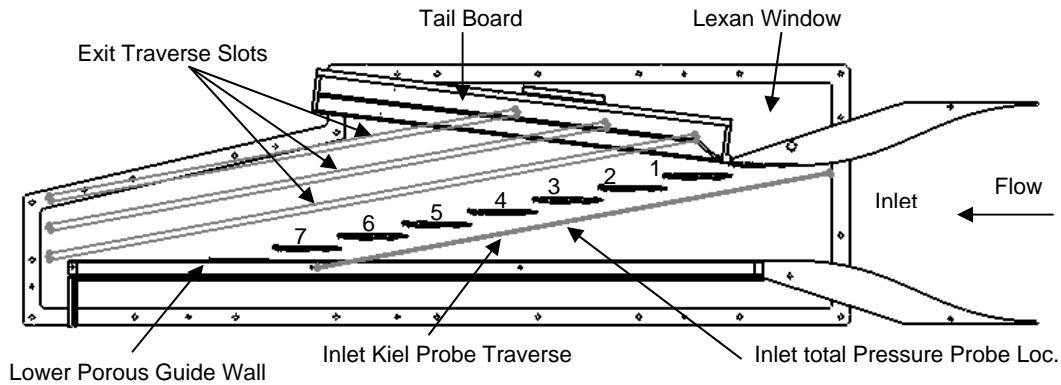 Tail Board
Lexan Window
Exit Traverse Slots
1
2
3
4
5
6
7
Inlet
Flow
Inlet Kiel Probe Traverse
Inlet total Pressure Probe Loc.
Lower Porous Guide Wall